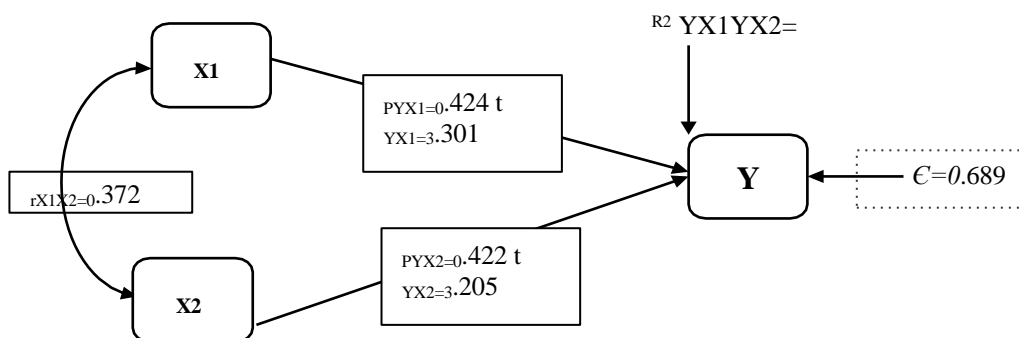 R2 YX1YX2=
X1
PYX1=0.424 t
YX1=3.301
Y
Є=0.689
rX1X2=0.372
PYX2=0.422 t
YX2=3.205
X2